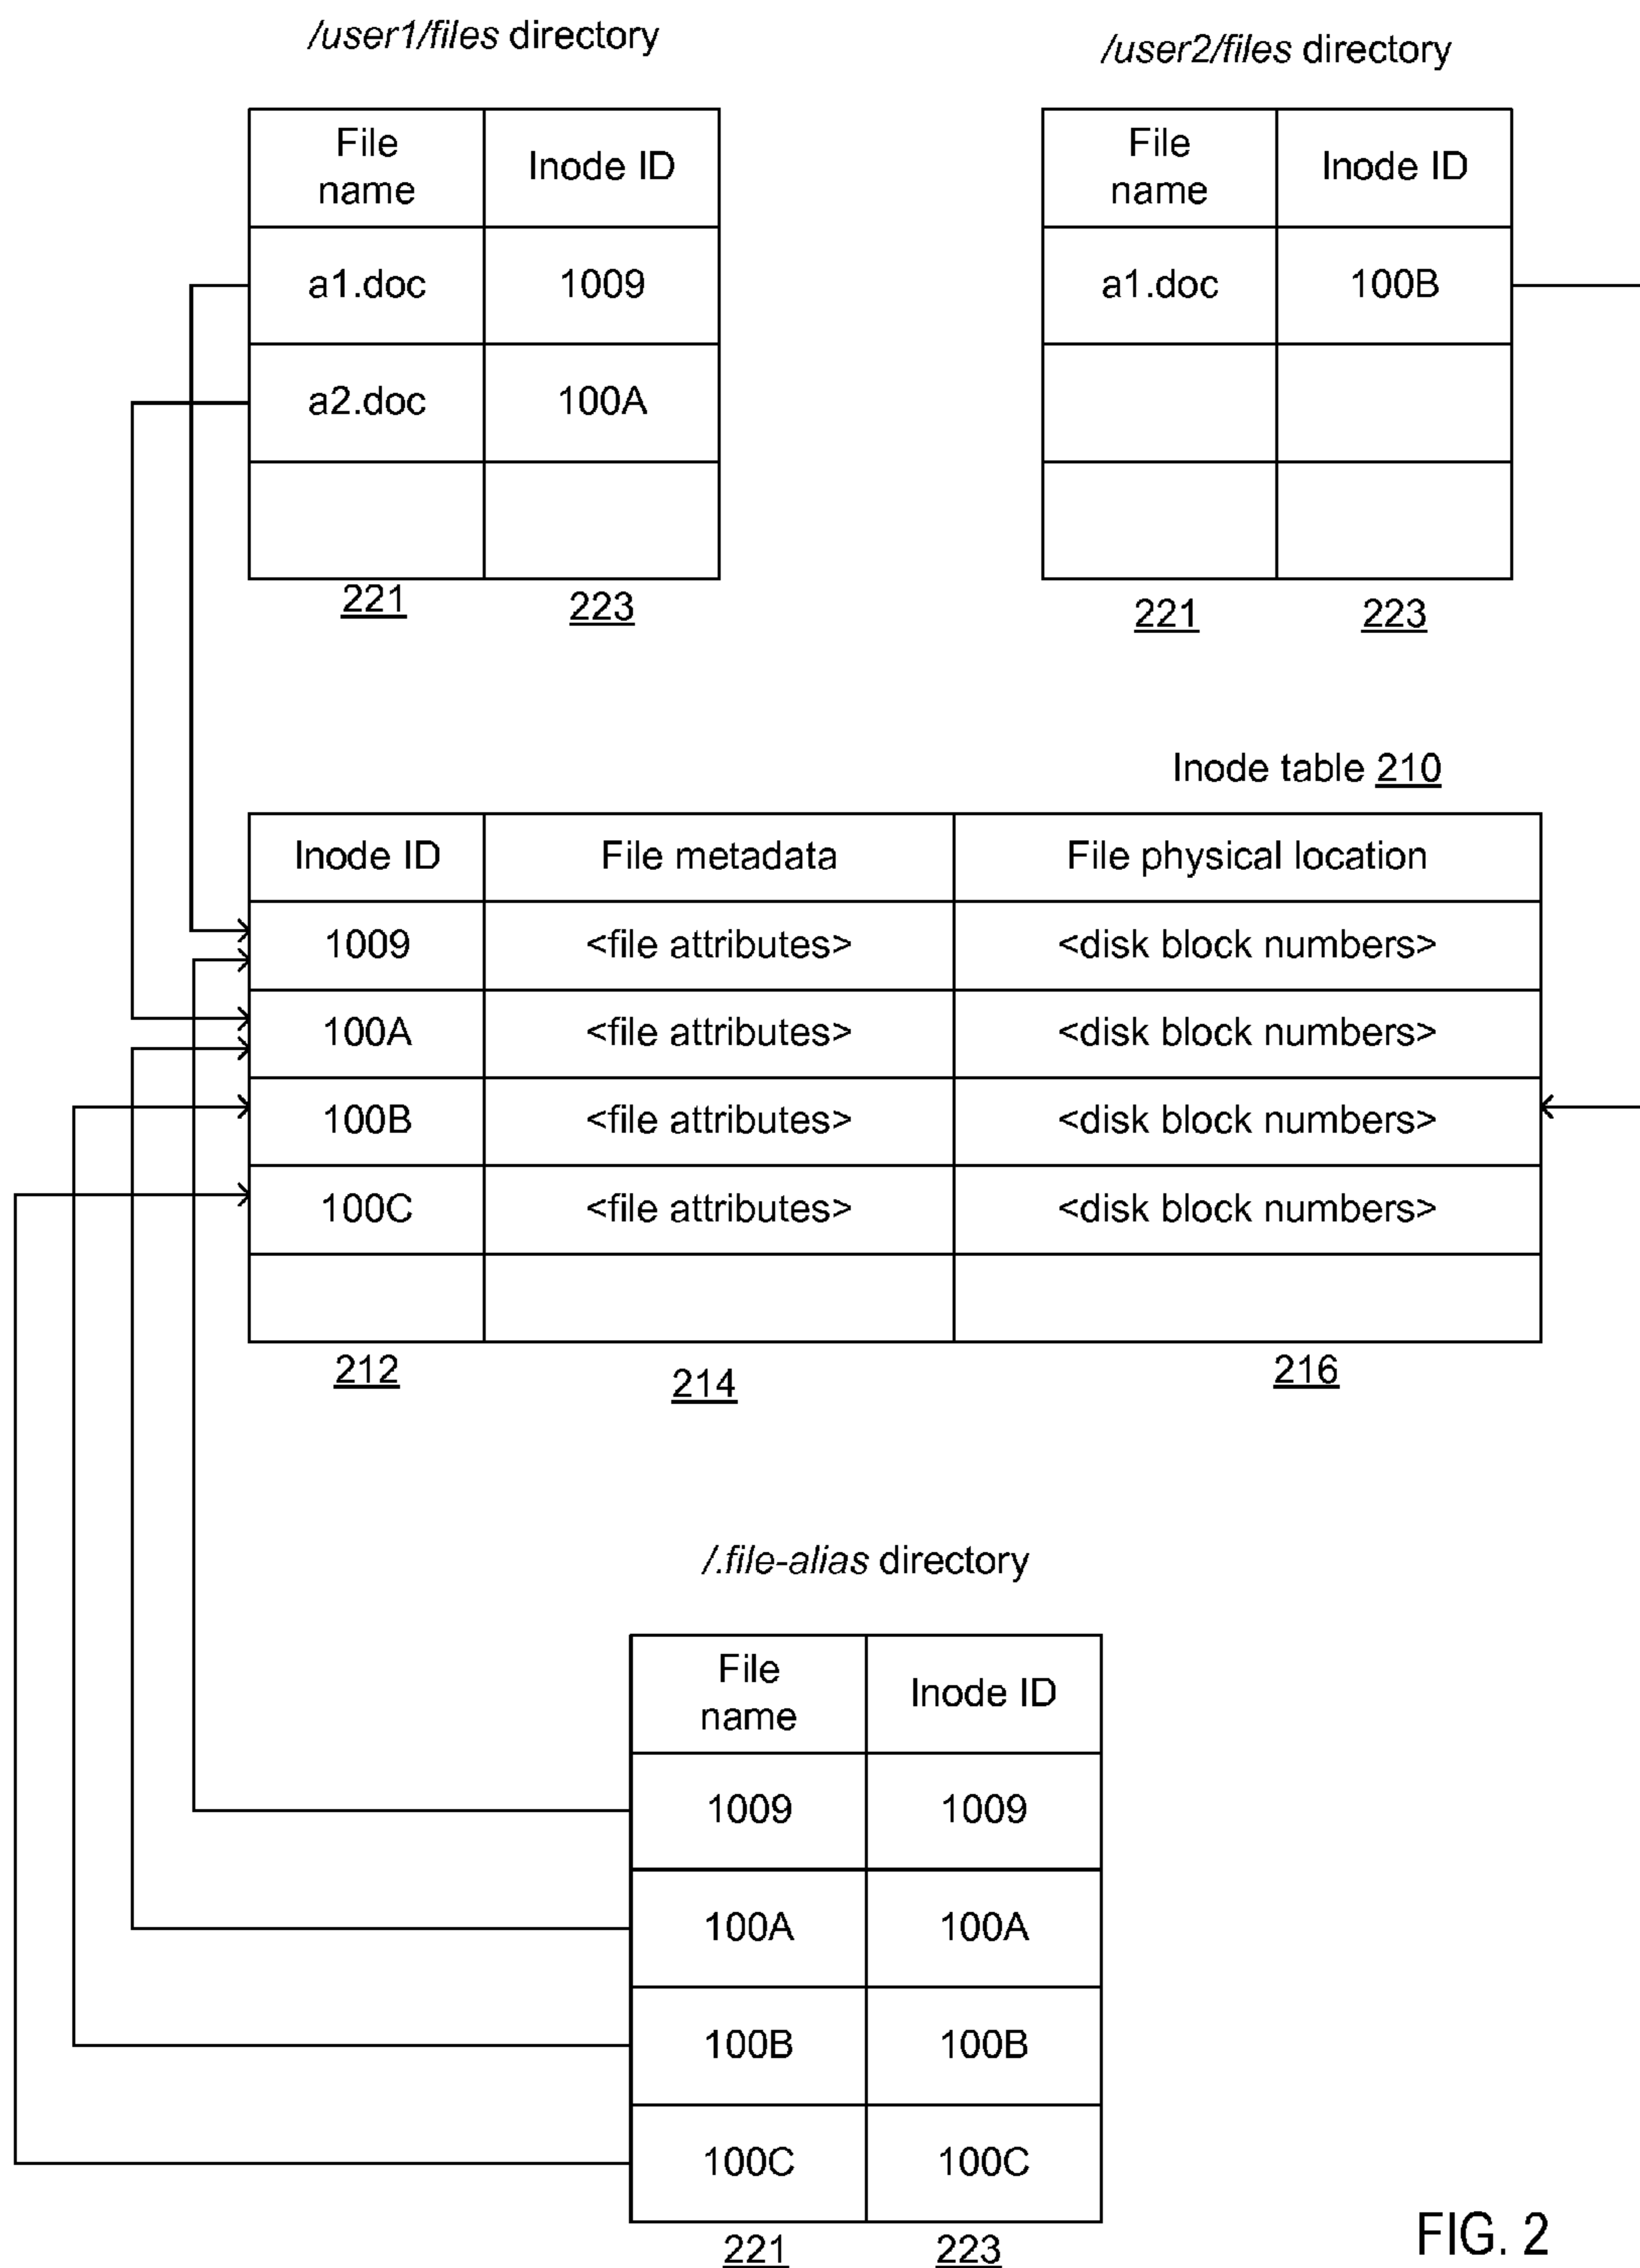 /user1/files directory
/user2/files directory
File name Inode ID
a1.doc 1009
a2.doc 100A
221 223
File name Inode ID
a1.doc 100B
221 223
Inode table 210
Inode ID File metadata File physical location
1009 <file attributes> <disk block numbers>
100A <file attributes> <disk block numbers>
100B <file attributes> <disk block numbers>
100C <file attributes> <disk block numbers>
212 214 216
/.file-alias directory
File name Inode ID
1009 1009
100A 100A
100B 100B
100C 100C
221 223
FIG. 2